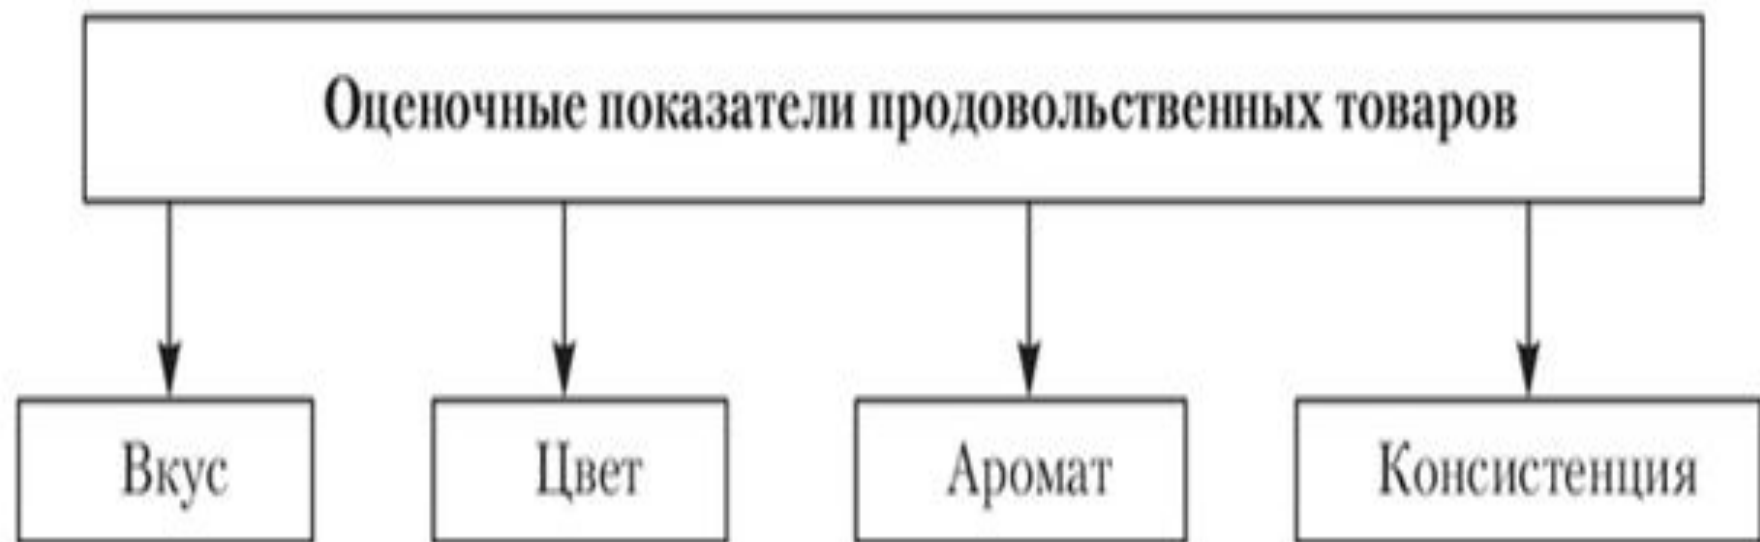 Оценочные показатели продовольственных товаров
Вкус
Цвет
Аромат
Консистенция